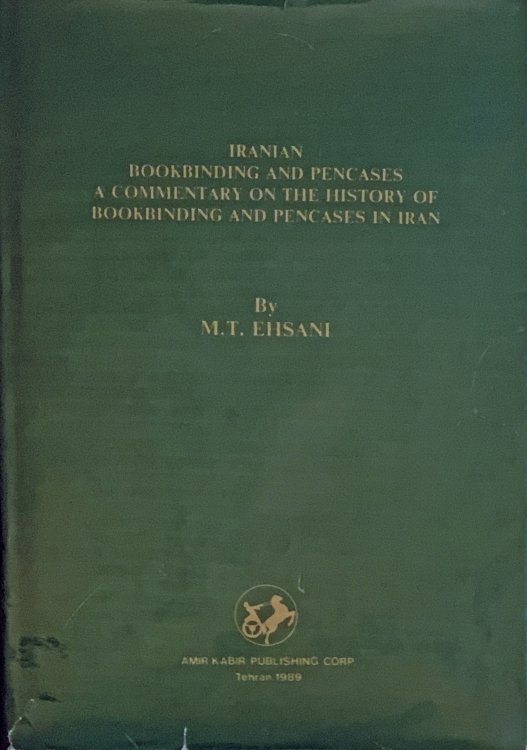 IRANIAN
BOOKBINDING AND PENCASES
A COMMENTARY ON THE HISTORY OF
BOOKBINDING AND PENCASES IN IRAN
By
M.T. EHSANI
AMIR KABIR PUBLISHING CORP.
Tehran 1989